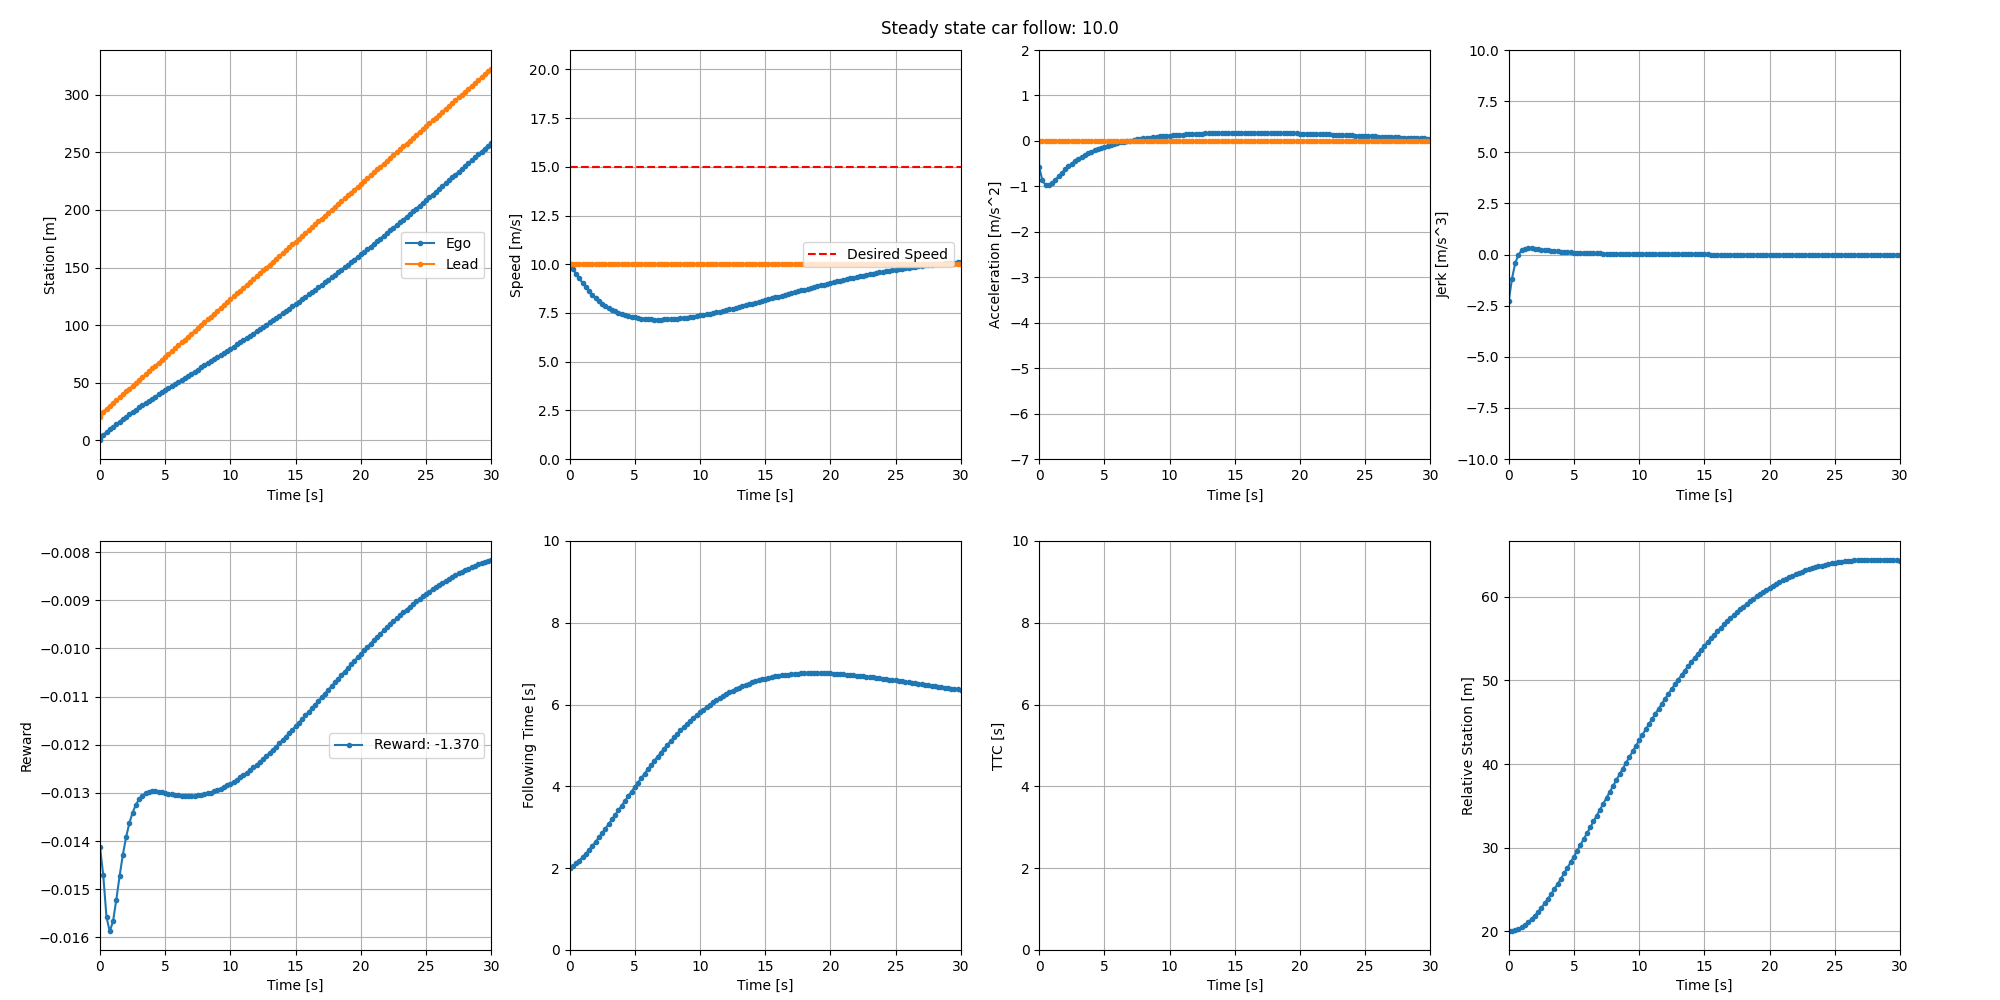 Steady state car follow: 10.0
300
250
200
150
100
50
0
Station [m]
Ego
Lead
0 5 10 15 20 25 30
Time [s]
20.0
17.5
15.0
12.5
10.0
7.5
5.0
2.5
0.0
Speed [m/s]
Desired Speed
0 5 10 15 20 25 30
Time [s]
2
1
0
−1
−2
−3
−4
−5
−6
−7
Acceleration [m/s^2]
0 5 10 15 20 25 30
Time [s]
10.0
7.5
5.0
2.5
0.0
−2.5
−5.0
−7.5
−10.0
Jerk [m/s^3]
0 5 10 15 20 25 30
Time [s]
−0.008
−0.009
−0.010
−0.011
−0.012
−0.013
−0.014
−0.015
−0.016
Reward
Reward: -1.370
0 5 10 15 20 25 30
Time [s]
10
8
6
4
2
0
Following Time [s]
0 5 10 15 20 25 30
Time [s]
10
8
6
4
2
0
TTC [s]
0 5 10 15 20 25 30
Time [s]
60
50
40
30
20
Relative Station [m]
0 5 10 15 20 25 30
Time [s]